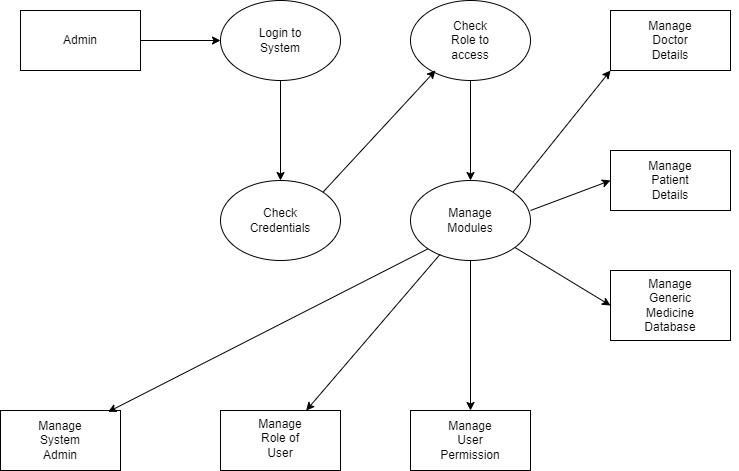 Admin
Login to
System
Check
Role to
access
Manage
Doctor
Details
Manage
Patient
Details
Check
Credentials
Manage
Modules
Manage
Generic
Medicine
Database
Manage
System
Admin
Manage
Role of
User
Manage
User
Permission